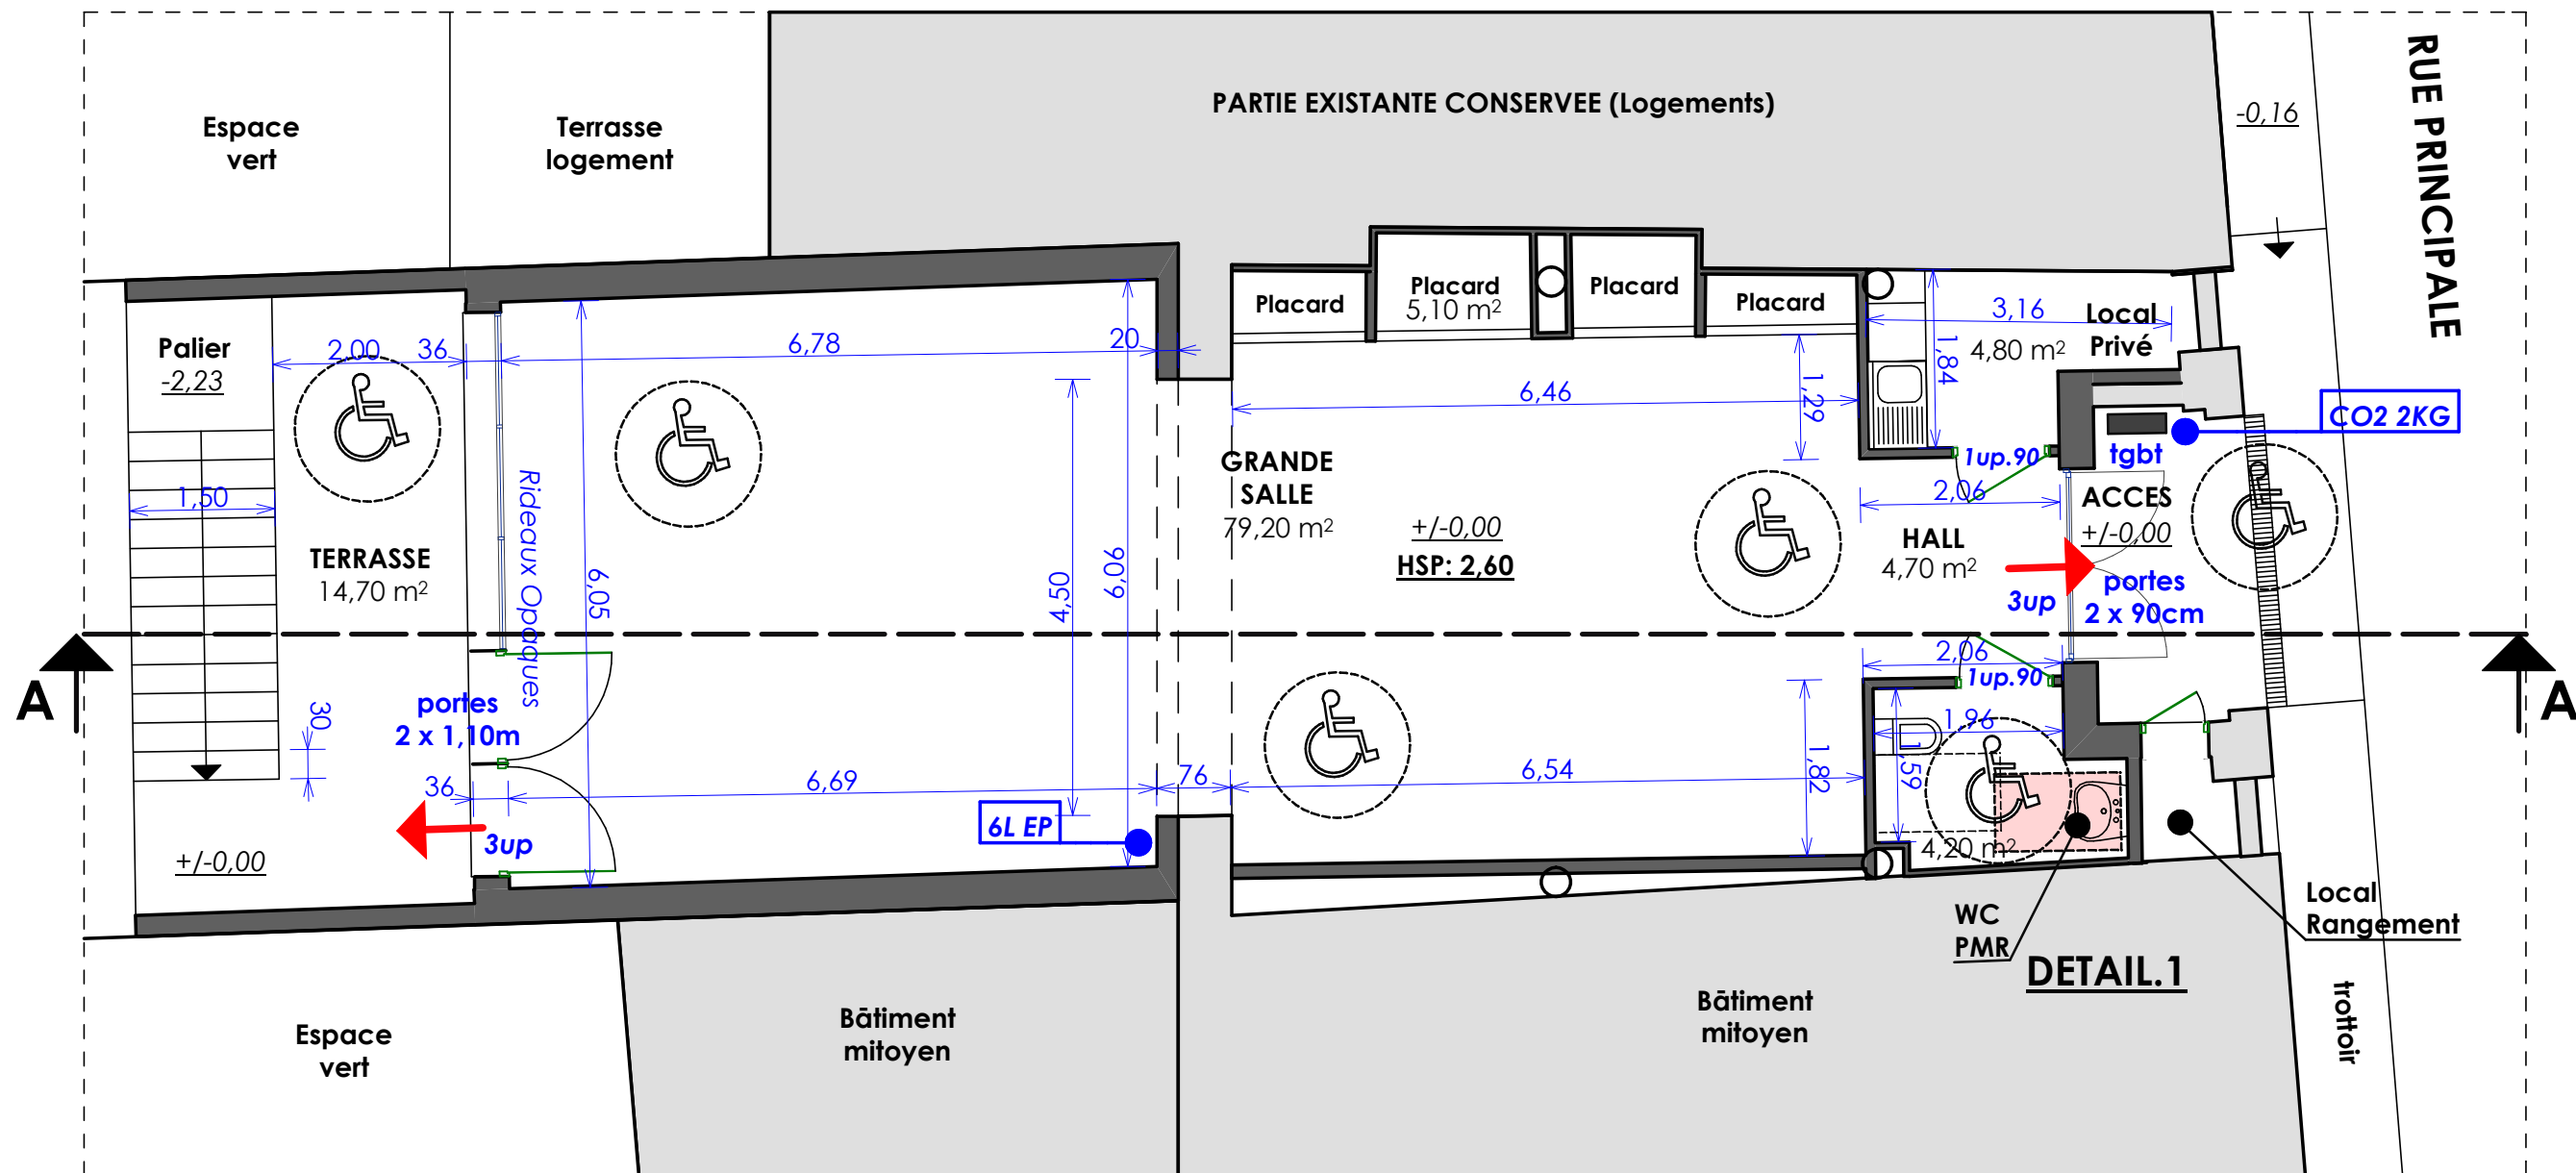 PARTIE EXISTANTE CONSERVEE (Logements)
Espace
vert
Terrasse
logement
-0,16
RUE PRINCIPALE
Placard
Placard
5,10 m²
Placard
Placard
3,16
Local
Privé
4,80 m²
1,84
Palier
-2,23
2,00
36
6,78
20
6,46
1,29
CO2 2KG
tgbt
1up.90
2,06
ACCES
+/-0,00
1,50
Rideaux Opaques
GRANDE
SALLE
79,20 m²
+/-0,00
HSP: 2,60
HALL
4,70 m²
TERRASSE
14,70 m²
6,05
4,50
6,06
3up
portes
2 x 90cm
2,06
1up.90
A
A
portes
2 x 1,10m
30
1,96
1,82
1,59
36
6,69
76
6,54
6L EP
3up
+/-0,00
4,20 m²
WC
PMR
DETAIL.1
Local
Rangement
trottoir
Espace
vert
Bâtiment
mitoyen
Bâtiment
mitoyen